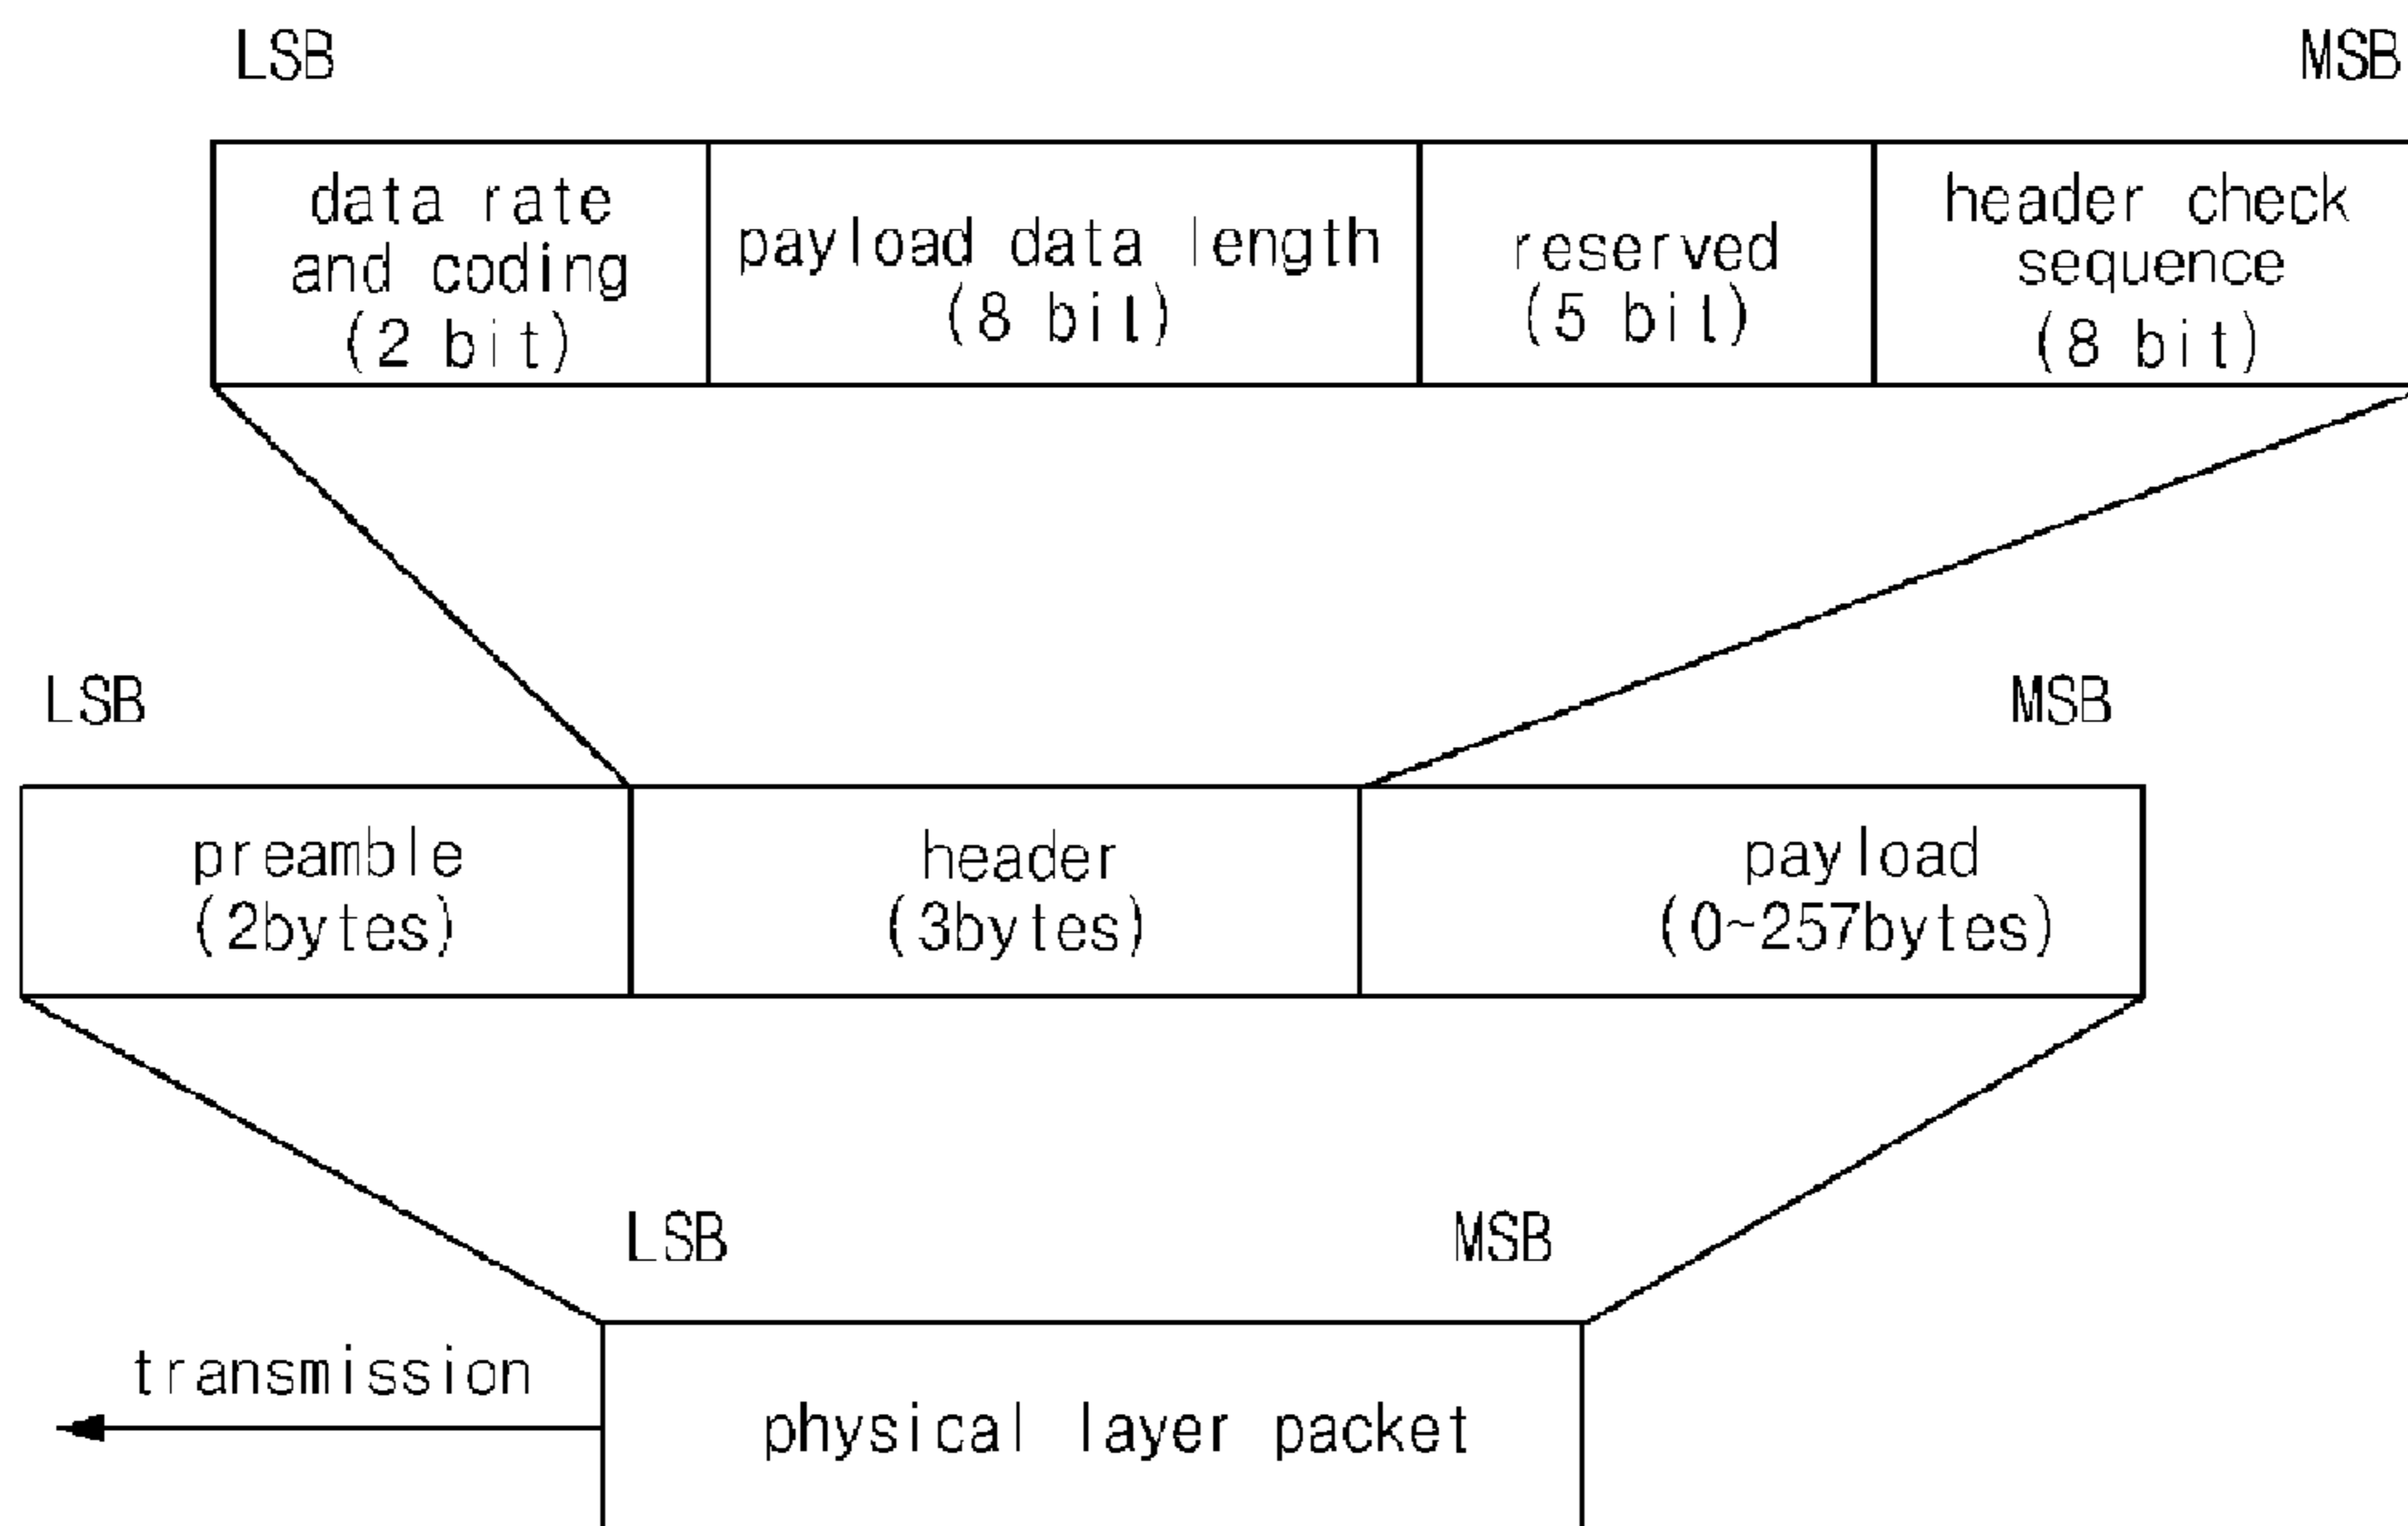 LSB MSB
data rate
and coding
(2 bit)
payload data length
(8 bit)
reserved
(5 bit)
header check
sequence
(8 bit)
LSB MSB
preamble
(2bytes)
header
(3bytes)
payload
(0~257bytes)
LSB MSB
transmission
physical layer packet